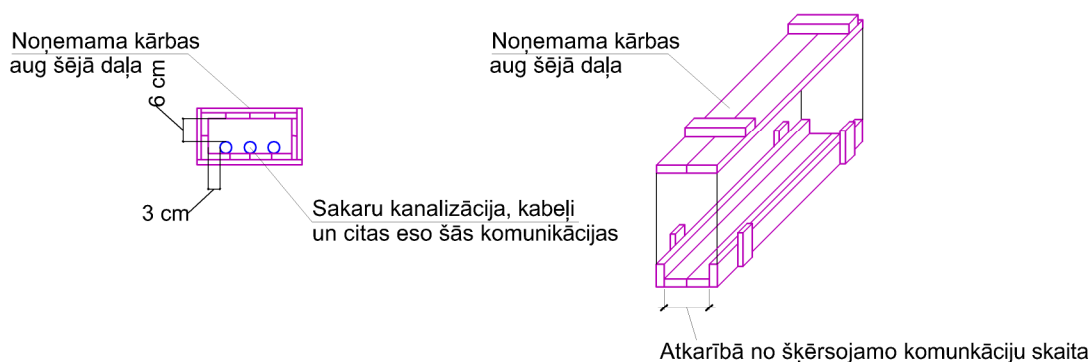 Noņemama kārbas
aug šējā daļa
6 cm
3 cm
Sakaru kanalizācija, kabeļi
un citas eso šās komunikācijas
Noņemama kārbas
aug šējā daļa
Atkarībā no šķērsojamo komunkāciju skaita